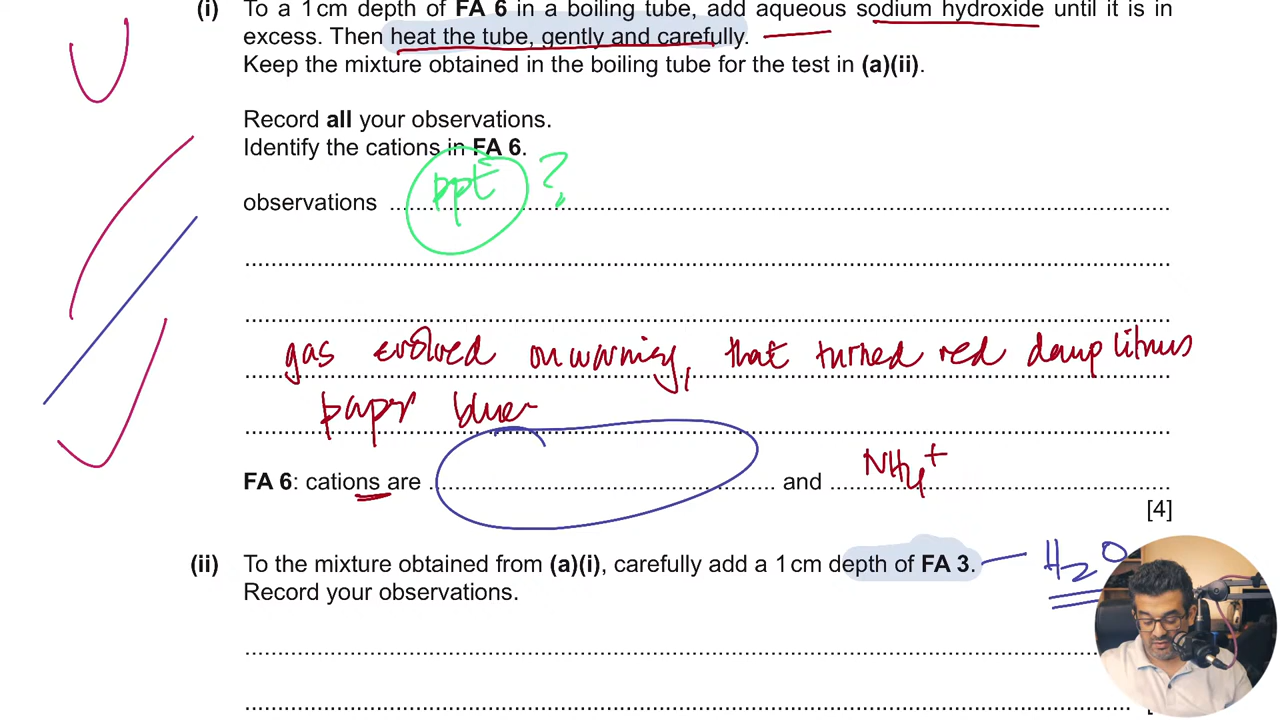 (i) To a 1 cm depth of FA 6 in a boiling tube, add aqueous sodium hydroxide until it is in
excess. Then heat the tube, gently and carefully.
Keep the mixture obtained in the boiling tube for the test in (a)(ii).
Record all your observations.
Identify the cations in FA 6.
observations ppt ?
gas evolved on warming, that turned red damp litmus
paper blue
FA 6: cations are and NH4+
[4]
(ii) To the mixture obtained from (a)(i), carefully add a 1 cm depth of FA 3. H2O
Record your observations.